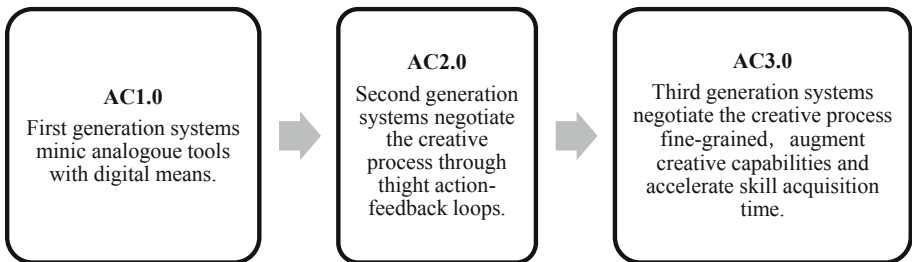 AC1.0
First generation systems
minic analogoue tools
with digital means.
AC2.0
Second generation
systems negotiate
the creative
process through
thight action-
feedback loops.
AC3.0
Third generation systems
negotiate the creative process
fine-grained, augment
creative capabilities and
accelerate skill acquisition
time.